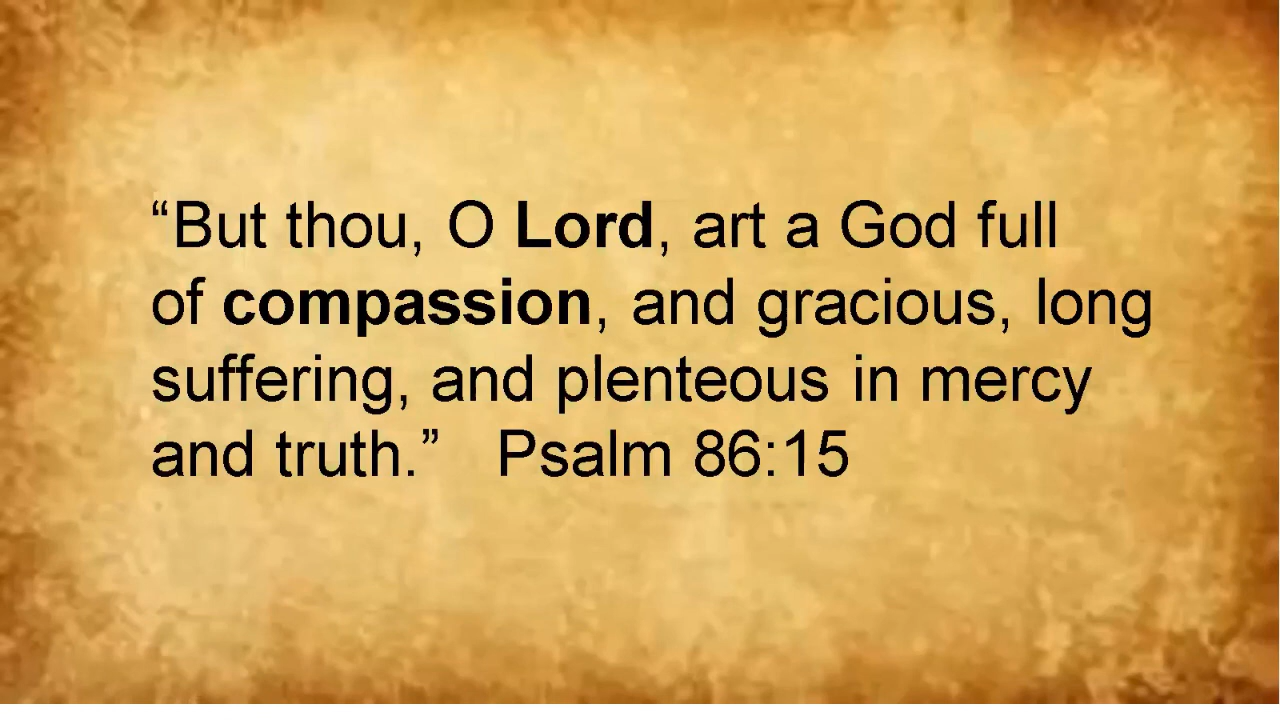 “But thou, O Lord, art a God full
of compassion, and gracious, long
suffering, and plenteous in mercy
and truth.”   Psalm 86:15